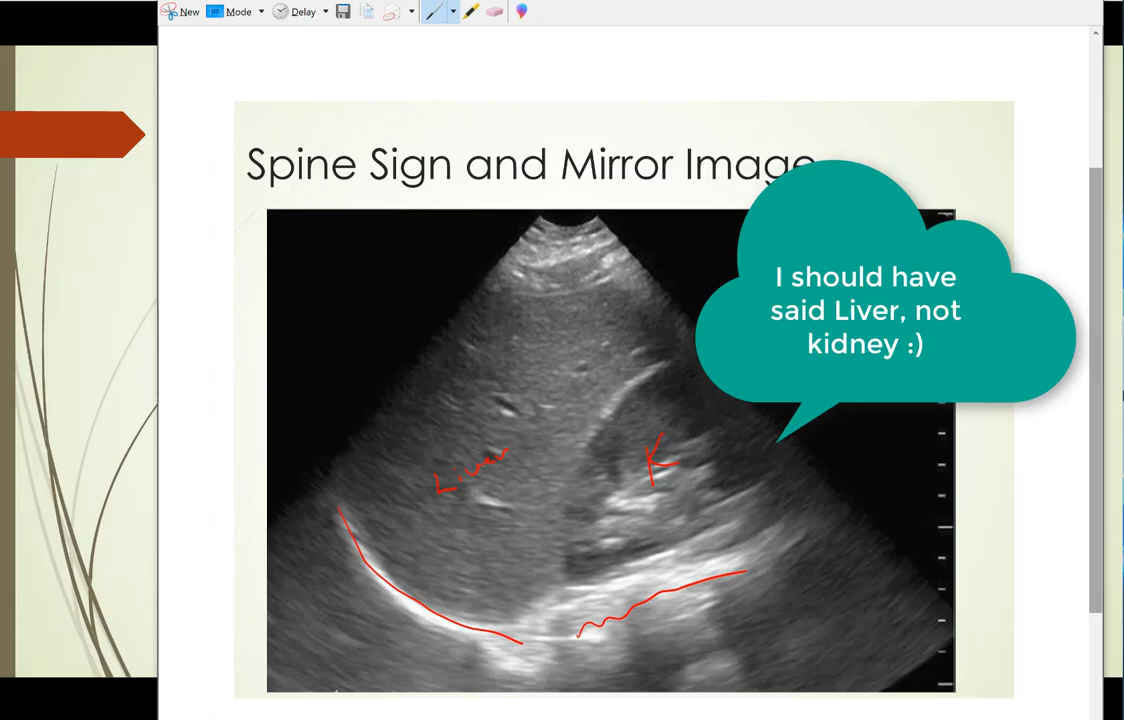 New Mode Delay
Spine Sign and Mirror Image
I should have
said Liver, not
kidney :)
Liver
K